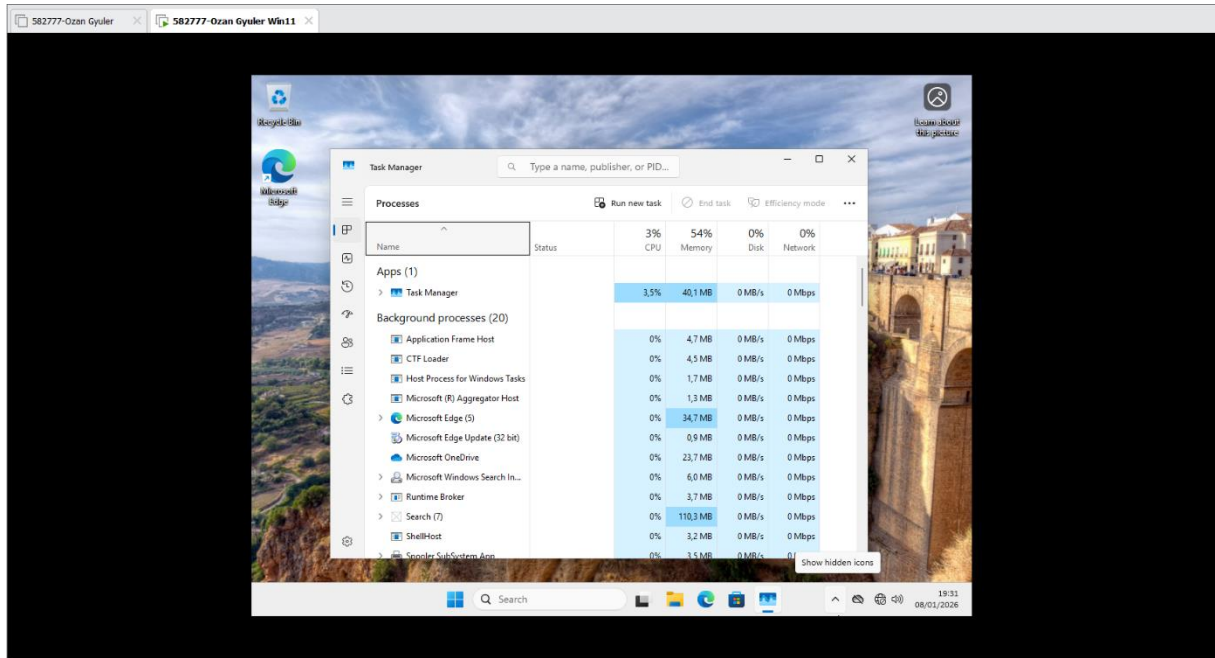 582777-Ozan Gyuler
582777-Ozan Gyuler Win11
Recycle Bin
Learn about
this picture
Microsoft
Edge
Task Manager
Type a name, publisher, or PID...
Processes
Run new task
End task
Efficiency mode
3% 54% 0% 0%
Name Status CPU Memory Disk Network
Apps (1)
Task Manager 3,5% 40,1 MB 0 MB/s 0 Mbps
Background processes (20)
Application Frame Host 0% 4,7 MB 0 MB/s 0 Mbps
CTF Loader 0% 4,5 MB 0 MB/s 0 Mbps
Host Process for Windows Tasks 0% 1,7 MB 0 MB/s 0 Mbps
Microsoft (R) Aggregator Host 0% 1,3 MB 0 MB/s 0 Mbps
Microsoft Edge (5) 0% 34,7 MB 0 MB/s 0 Mbps
Microsoft Edge Update (32 bit) 0% 0,9 MB 0 MB/s 0 Mbps
Microsoft OneDrive 0% 23,7 MB 0 MB/s 0 Mbps
Microsoft Windows Search In... 0% 6,0 MB 0 MB/s 0 Mbps
Runtime Broker 0% 3,7 MB 0 MB/s 0 Mbps
Search (7) 0% 110,3 MB 0 MB/s 0 Mbps
ShellHost 0% 3,2 MB 0 MB/s 0 Mbps
Spooler SubSystem App 0% 3,5 MB 0 MB/s
Show hidden icons
Search
19:31
08/01/2026